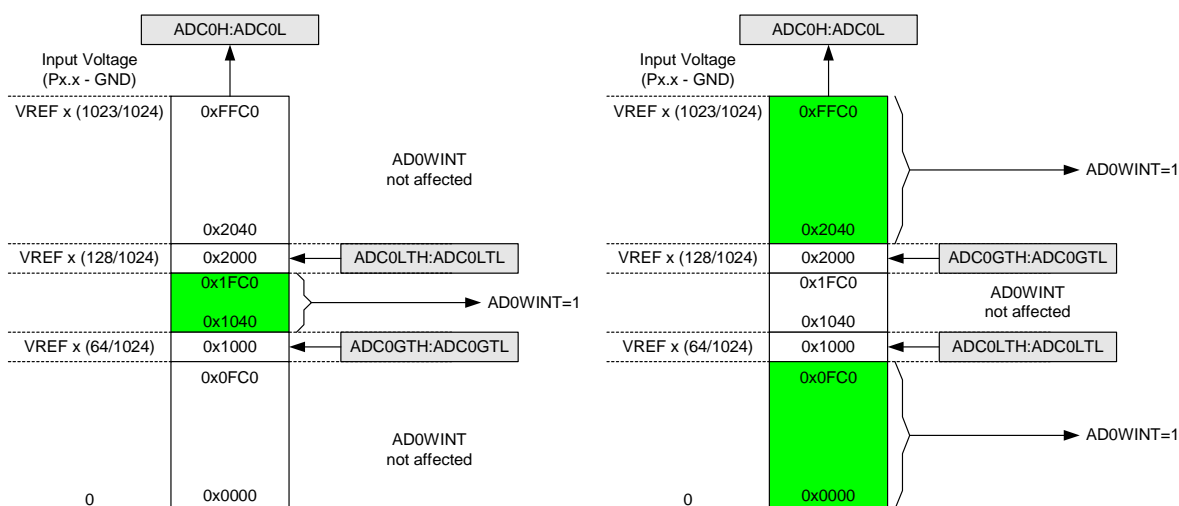 ADC0H:ADC0L
Input Voltage
(Px.x - GND)
VREF x (1023/1024)
0xFFC0
AD0WINT
not affected
0x2040
VREF x (128/1024)
0x2000
ADC0LTH:ADC0LTL
0x1FC0
AD0WINT=1
0x1040
VREF x (64/1024)
0x1000
ADC0GTH:ADC0GTL
0x0FC0
AD0WINT
not affected
0
0x0000
ADC0H:ADC0L
Input Voltage
(Px.x - GND)
VREF x (1023/1024)
0xFFC0
AD0WINT=1
0x2040
VREF x (128/1024)
0x2000
ADC0GTH:ADC0GTL
0x1FC0
AD0WINT
not affected
0x1040
VREF x (64/1024)
0x1000
ADC0LTH:ADC0LTL
0x0FC0
AD0WINT=1
0
0x0000